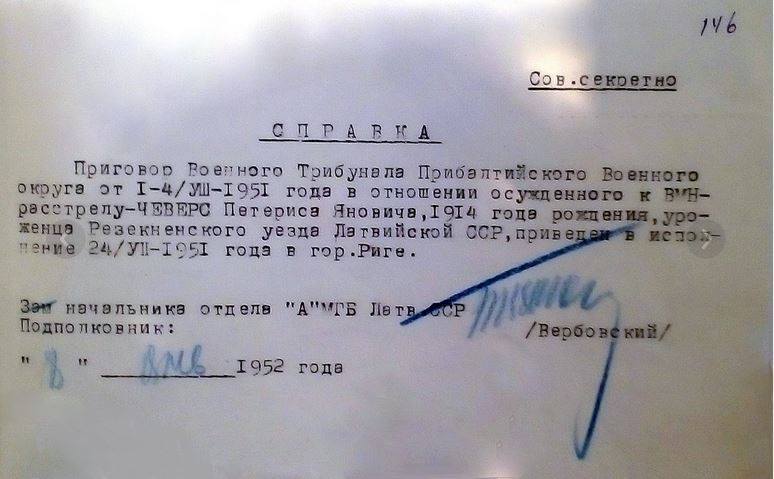 146
Сов.секретно
СПРАВКА
Приговор Военного Трибунала Прибалтийского Военного
округа от I-4/УШ-1951 года в отношении осужденного к ВМН-
расстрелу-ЧЕВЕРС Петериса Яновича,1914 года рождения,уро-
женца Резекненского уезда Латвийской ССР,приведен в испол-
нение 24/УП-1951 года в гор.Риге.
Зам начальника отдела "А"МГБ Латв.ССР
Подполковник:
/Вербовский/
" 8 " янв 1952 года